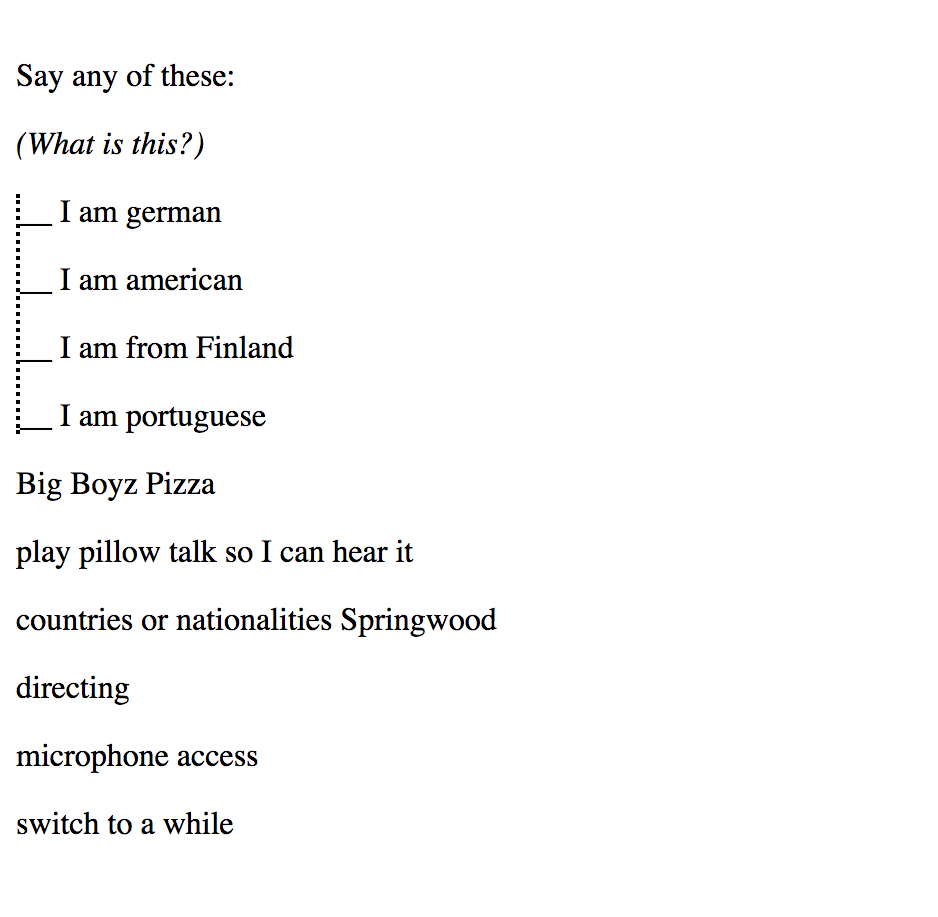 Say any of these:
(What is this?)
__ I am german
__ I am american
__ I am from Finland
__ I am portuguese
Big Boyz Pizza
play pillow talk so I can hear it
countries or nationalities Springwood
directing
microphone access
switch to a while